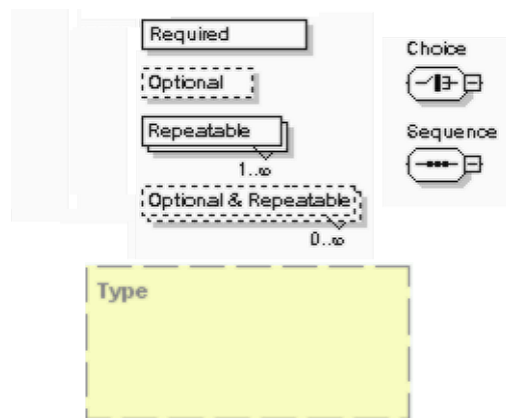 Required
Optional
Repeatable
1..∞
Optional & Repeatable
0..∞
Choice
Sequence
Type